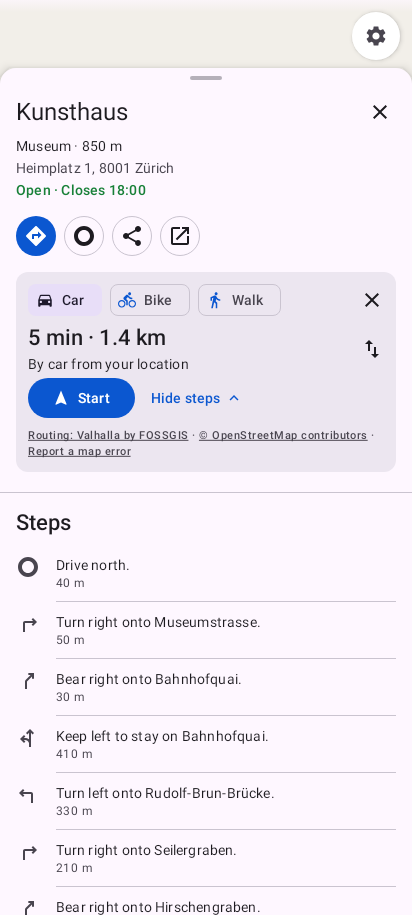 Kunsthaus
Museum · 850 m
Heimplatz 1, 8001 Zürich
Open · Closes 18:00
Car
Bike
Walk
5 min · 1.4 km
By car from your location
Start
Hide steps
Routing: Valhalla by FOSSGIS · © OpenStreetMap contributors ·
Report a map error
Steps
Drive north.
40 m
Turn right onto Museumstrasse.
50 m
Bear right onto Bahnhofquai.
30 m
Keep left to stay on Bahnhofquai.
410 m
Turn left onto Rudolf-Brun-Brücke.
330 m
Turn right onto Seilergraben.
210 m
Bear right onto Hirschengraben.